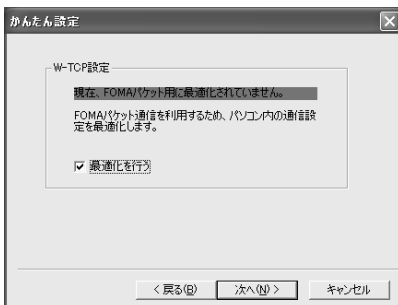 かんたん設定
W-TCP設定
現在、FOMAパケット用に最適化されていません。
FOMAパケット通信を利用するため、パソコン内の通信設
定を最適化します。
最適化を行う
< 戻る(B)
次へ(N) >
キャンセル